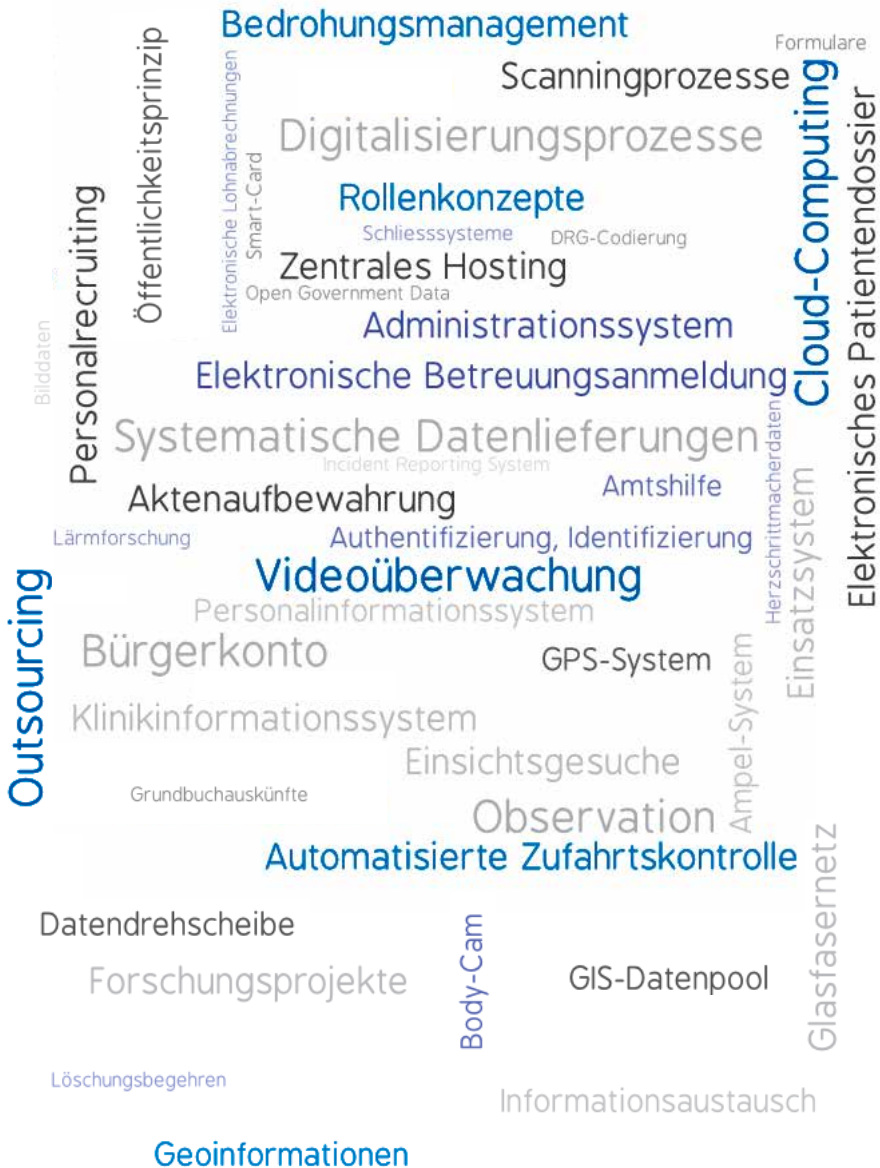 Bedrohungsmanagement
Formulare
Scanningprozesse
Öffentlichkeitsprinzip
Elektronische Lohnabrechnungen
Smart-Card
Digitalisierungsprozesse
Cloud-Computing
Elektronisches Patientendossier
Rollenkonzepte
Personalrecruiting
Schliesssysteme
DRG-Codierung
Zentrales Hosting
Open Government Data
Administrationssystem
Bilddaten
Elektronische Betreuungsanmeldung
Systematische Datenlieferungen
Herzschrittmacherdaten
Incident Reporting System
Amtshilfe
Aktenaufbewahrung
Einsatzsystem
Lärmforschung
Authentifizierung, Identifizierung
Videoüberwachung
Outsourcing
Personalinformationssystem
Bürgerkonto
GPS-System
Ampel-System
Klinikinformationssystem
Einsichtsgesuche
Grundbuchauskünfte
Observation
Automatisierte Zufahrtskontrolle
Glasfasernetz
Datendrehscheibe
Body-Cam
Forschungsprojekte
GIS-Datenpool
Löschungsbegehren
Informationsaustausch
Geoinformationen